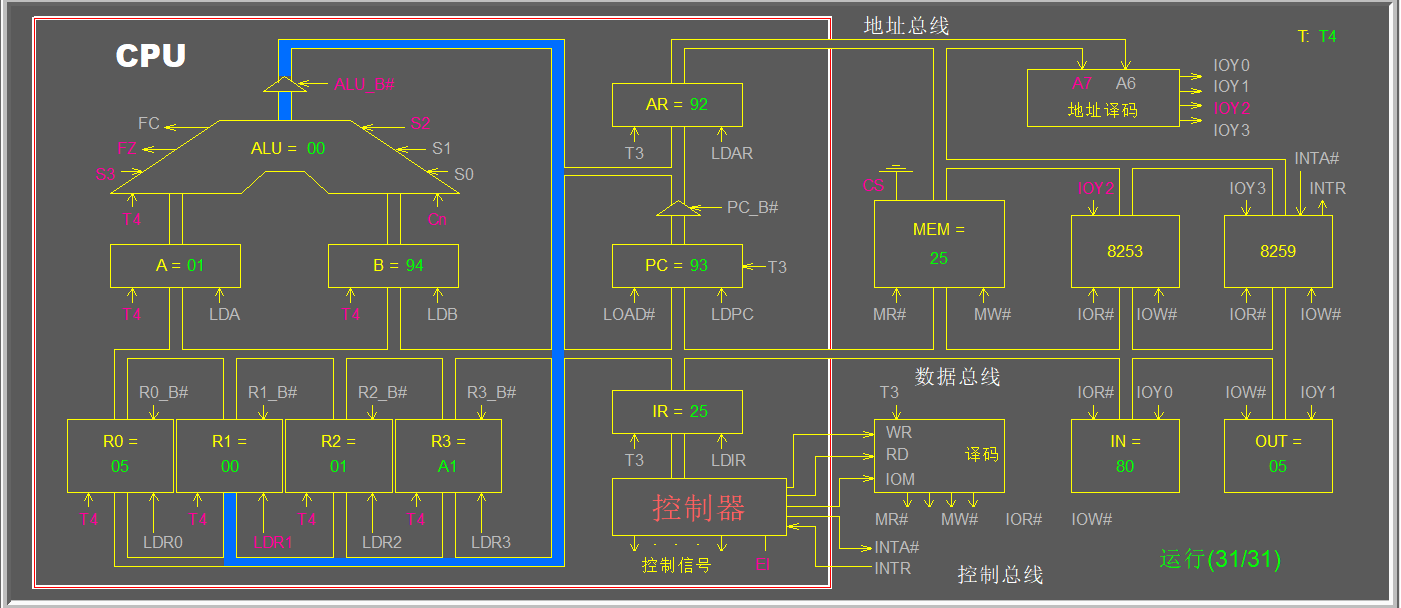 地址总线
T: T4
CPU
ALU_B#
AR = 92
A7 A6
地址译码
IOY0
IOY1
IOY2
IOY3
FC
S2
FZ
ALU = 00
S1
S3
S0
T4
Cn
T3
LDAR
PC_B#
CS
INTA#
IOY2
IOY3
INTR
A = 01
B = 94
PC = 93
T3
MEM =
25
8253
8259
T4
LDA
T4
LDB
LOAD#
LDPC
MR#
MW#
IOR#
IOW#
IOR#
IOW#
数据总线
R0_B#
R1_B#
R2_B#
R3_B#
T3
IOR#
IOY0
IOW#
IOY1
IR = 25
R0 =
05
R1 =
00
R2 =
01
R3 =
A1
T3
LDIR
WR
RD
IOM
译码
IN =
80
OUT =
05
T4
LDR0
T4
LDR1
T4
LDR2
T4
LDR3
控制器
MR#
MW#
IOR#
IOW#
控制信号
FI
INTA#
INTR
控制总线
运行(31/31)